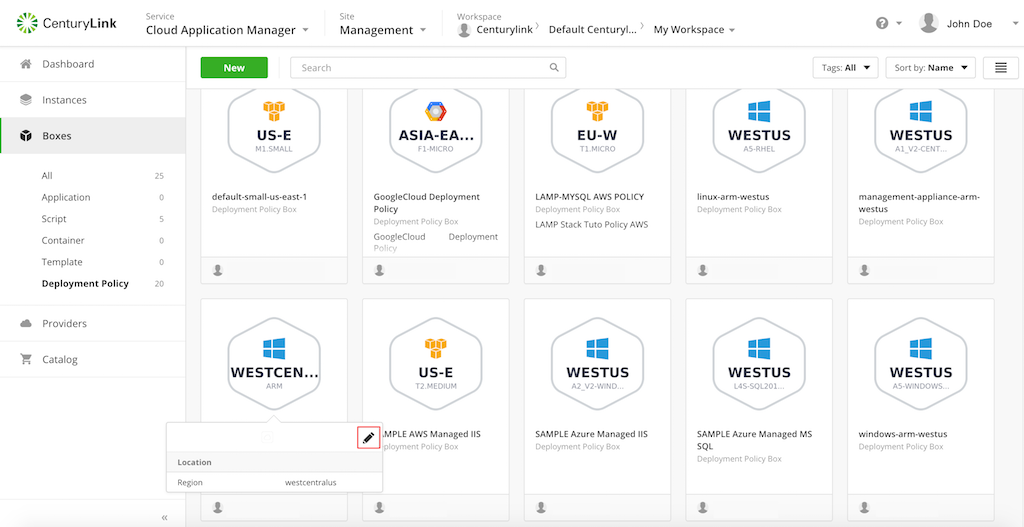 CenturyLink
Service
Cloud Application Manager
Site
Management
Workspace
Centurylink
Default Centuryl...
My Workspace
?
John Doe
Dashboard
Instances
Boxes
All 25
Application 0
Script 5
Container 0
Template 0
Deployment Policy 20
Providers
Catalog
«
New
Search
Tags: All
Sort by: Name
US-E
M1.SMALL
default-small-us-east-1
Deployment Policy Box
ASIA-EA...
F1-MICRO
GoogleCloud Deployment
Policy
Deployment Policy Box
GoogleCloud Deployment
Policy
EU-W
T1.MICRO
LAMP-MYSQL AWS POLICY
Deployment Policy Box
LAMP Stack Tuto Policy AWS
WESTUS
A5-RHEL
linux-arm-westus
Deployment Policy Box
WESTUS
A1_V2-CENT...
management-appliance-arm-
westus
Deployment Policy Box
WESTCEN...
ARM
Location
Region westcentralus
US-E
T2.MEDIUM
AMPLE AWS Managed IIS
ployment Policy Box
WESTUS
A2_V2-WIND...
SAMPLE Azure Managed IIS
Deployment Policy Box
WESTUS
L4S-SQL201...
SAMPLE Azure Managed MS
SQL
Deployment Policy Box
WESTUS
A5-WINDOWS...
windows-arm-westus
Deployment Policy Box